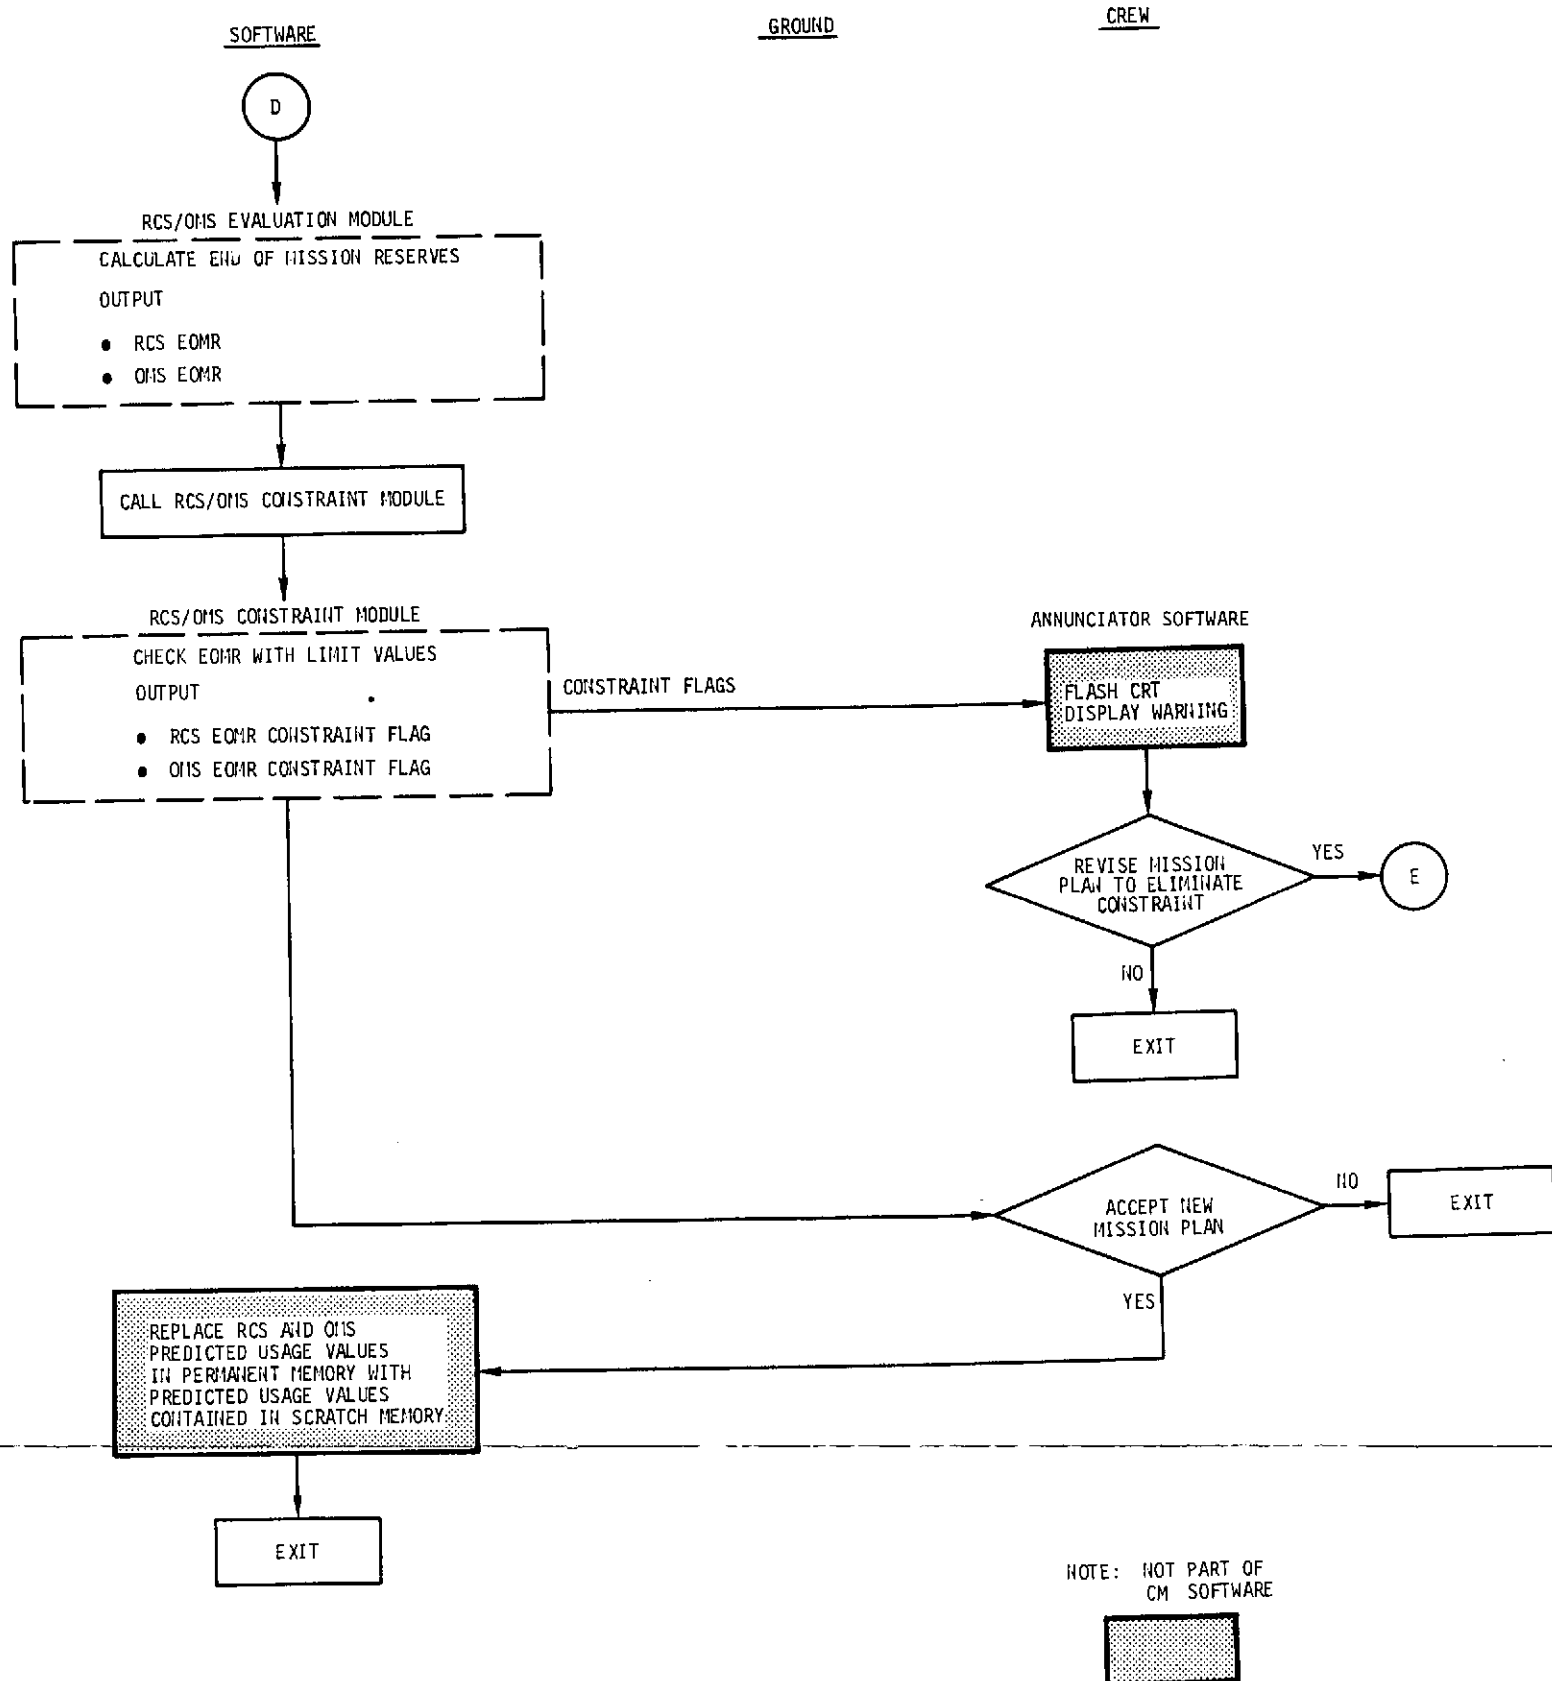 SOFTWARE
GROUND
CREW
D
RCS/OMS EVALUATION MODULE
CALCULATE END OF MISSION RESERVES
OUTPUT
• RCS EOMR
• OMS EOMR
CALL RCS/OMS CONSTRAINT MODULE
RCS/OMS CONSTRAINT MODULE
CHECK EOMR WITH LIMIT VALUES
OUTPUT
• RCS EOMR CONSTRAINT FLAG
• OMS EOMR CONSTRAINT FLAG
CONSTRAINT FLAGS
ANNUNCIATOR SOFTWARE
FLASH CRT
DISPLAY WARNING
REVISE MISSION
PLAN TO ELIMINATE
CONSTRAINT
YES
E
NO
EXIT
ACCEPT NEW
MISSION PLAN
NO
EXIT
YES
REPLACE RCS AND OMS
PREDICTED USAGE VALUES
IN PERMANENT MEMORY WITH
PREDICTED USAGE VALUES
CONTAINED IN SCRATCH MEMORY
EXIT
NOTE: NOT PART OF
CM SOFTWARE